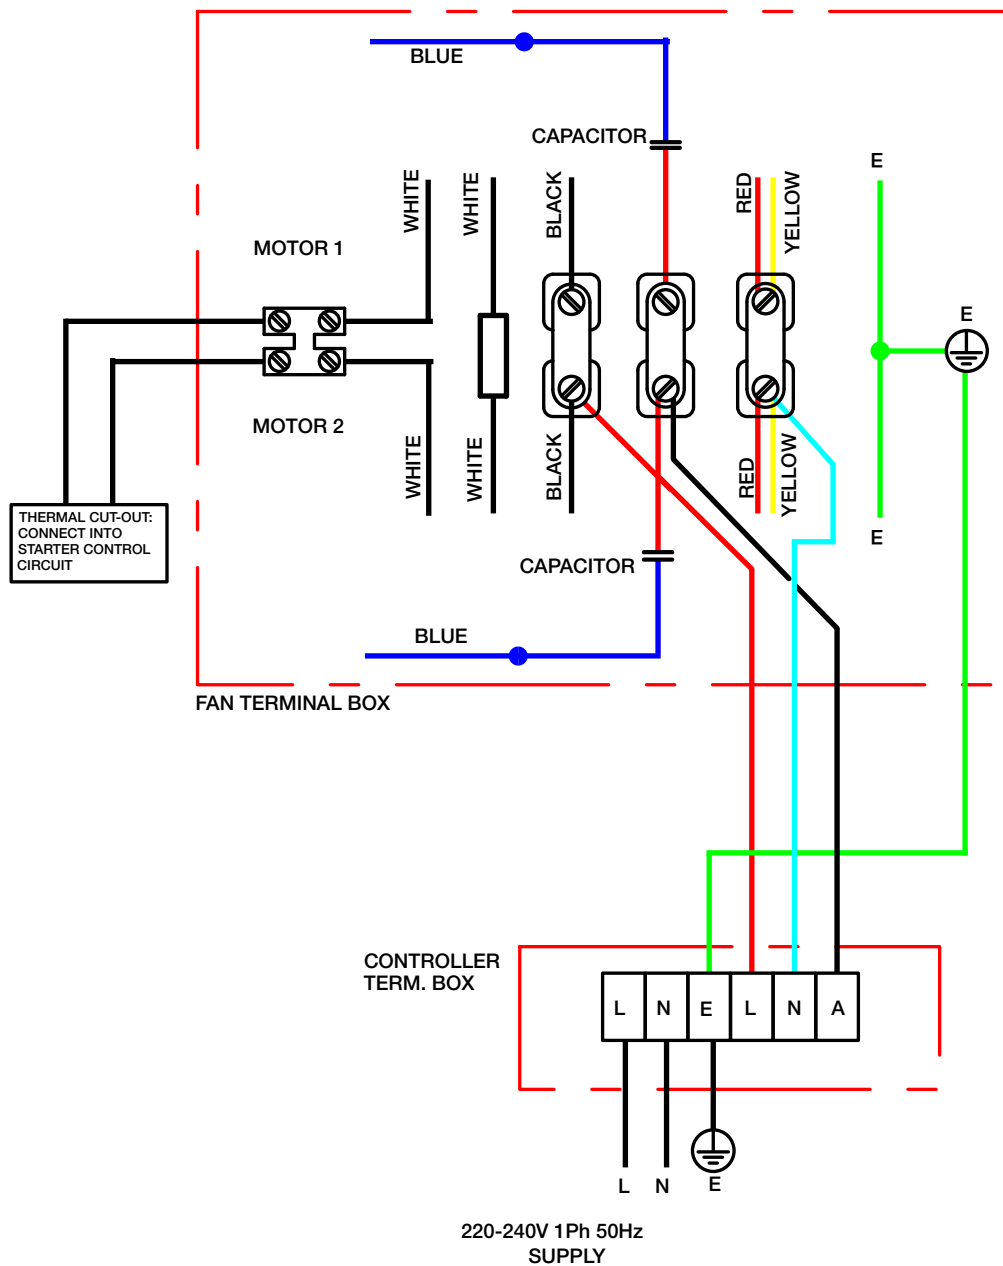 BLUE
CAPACITOR
WHITE
WHITE
BLACK
RED
YELLOW
E
MOTOR 1
E
MOTOR 2
WHITE
WHITE
BLACK
RED
YELLOW
THERMAL CUT-OUT:
CONNECT INTO
STARTER CONTROL
CIRCUIT
E
CAPACITOR
BLUE
FAN TERMINAL BOX
CONTROLLER
TERM. BOX
L N E L N A
L N E
220-240V 1Ph 50Hz
SUPPLY